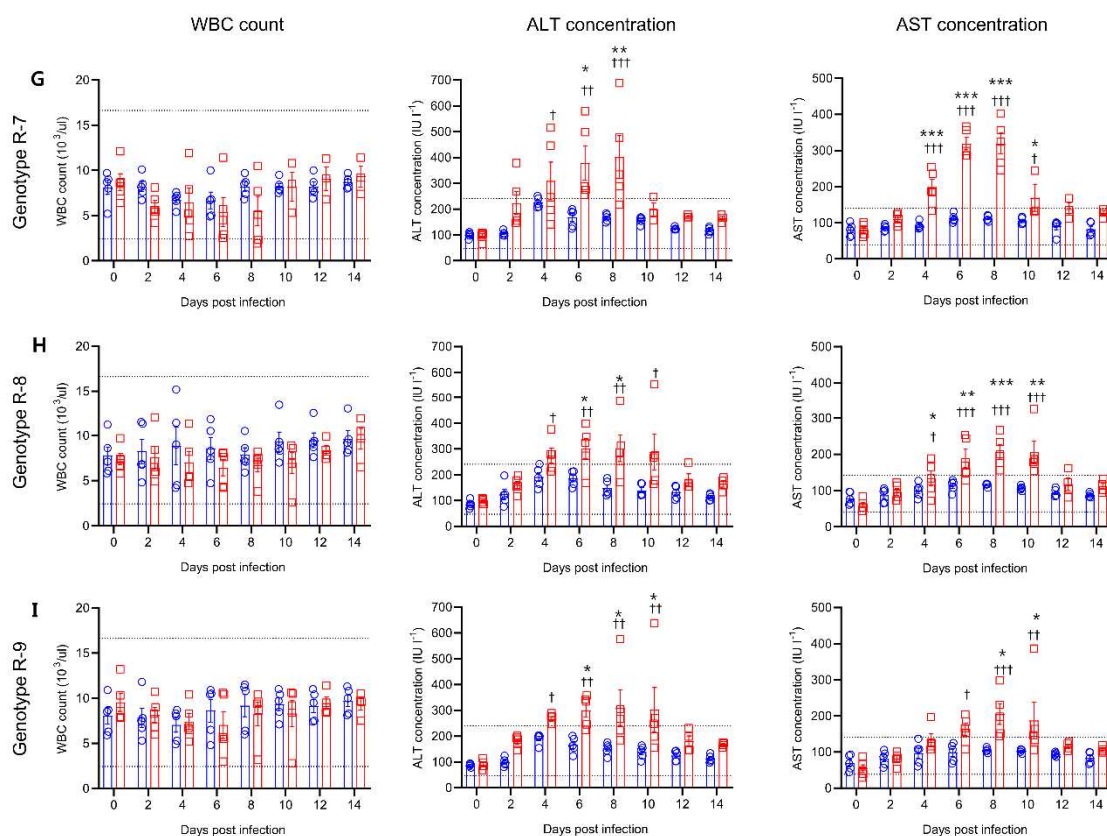 WBC count ALT concentration AST concentration
G
Genotype R-7
WBC count (10³/ul)
20
15
10
5
0
0 2 4 6 8 10 12 14
Days post infection
ALT concentration (IU l⁻¹)
700
600
500
400
300
200
100
0
† * †† ** †††
0 2 4 6 8 10 12 14
Days post infection
AST concentration (IU l⁻¹)
500
400
300
200
100
0
*** ††† *** ††† *** ††† * †
0 2 4 6 8 10 12 14
Days post infection
H
Genotype R-8
WBC count (10³/ul)
20
15
10
5
0
0 2 4 6 8 10 12 14
Days post infection
ALT concentration (IU l⁻¹)
700
600
500
400
300
200
100
0
† * †† * †† †
0 2 4 6 8 10 12 14
Days post infection
AST concentration (IU l⁻¹)
500
400
300
200
100
0
* † ** ††† *** ††† ** †††
0 2 4 6 8 10 12 14
Days post infection
I
Genotype R-9
WBC count (10³/ul)
20
15
10
5
0
0 2 4 6 8 10 12 14
Days post infection
ALT concentration (IU l⁻¹)
700
600
500
400
300
200
100
0
† * †† * †† * ††
0 2 4 6 8 10 12 14
Days post infection
AST concentration (IU l⁻¹)
500
400
300
200
100
0
† * ††† * ††
0 2 4 6 8 10 12 14
Days post infection